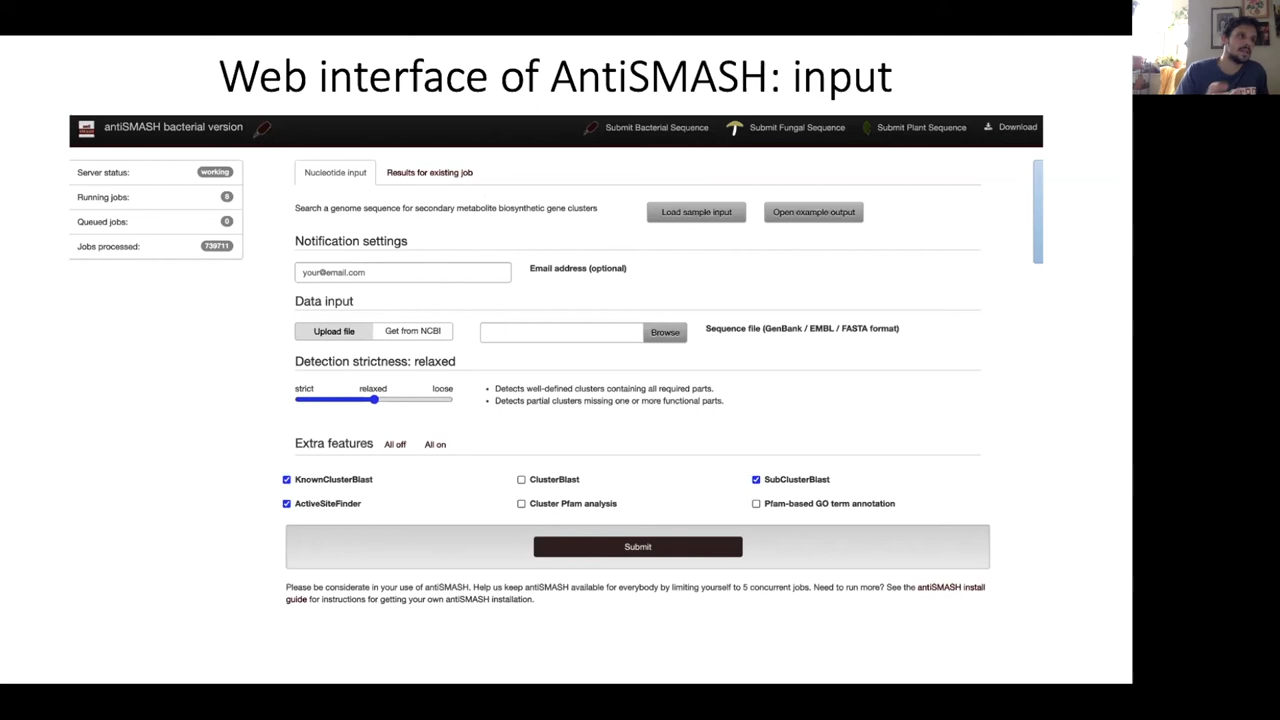 Web interface of AntiSMASH: input
antiSMASH bacterial version
Submit Bacterial Sequence
Submit Fungal Sequence
Submit Plant Sequence
Download
Server status: working
Running jobs: 8
Queued jobs: 0
Jobs processed: 739711
Nucleotide input
Results for existing job
Search a genome sequence for secondary metabolite biosynthetic gene clusters
Load sample input
Open example output
Notification settings
your@email.com
Email address (optional)
Data input
Upload file
Get from NCBI
Browse
Sequence file (GenBank / EMBL / FASTA format)
Detection strictness: relaxed
strict
relaxed
loose
• Detects well-defined clusters containing all required parts.
• Detects partial clusters missing one or more functional parts.
Extra features
All off
All on
KnownClusterBlast
ClusterBlast
SubClusterBlast
ActiveSiteFinder
Cluster Pfam analysis
Pfam-based GO term annotation
Submit
Please be considerate in your use of antiSMASH. Help us keep antiSMASH available for everybody by limiting yourself to 5 concurrent jobs. Need to run more? See the antiSMASH install
guide for instructions for getting your own antiSMASH installation.